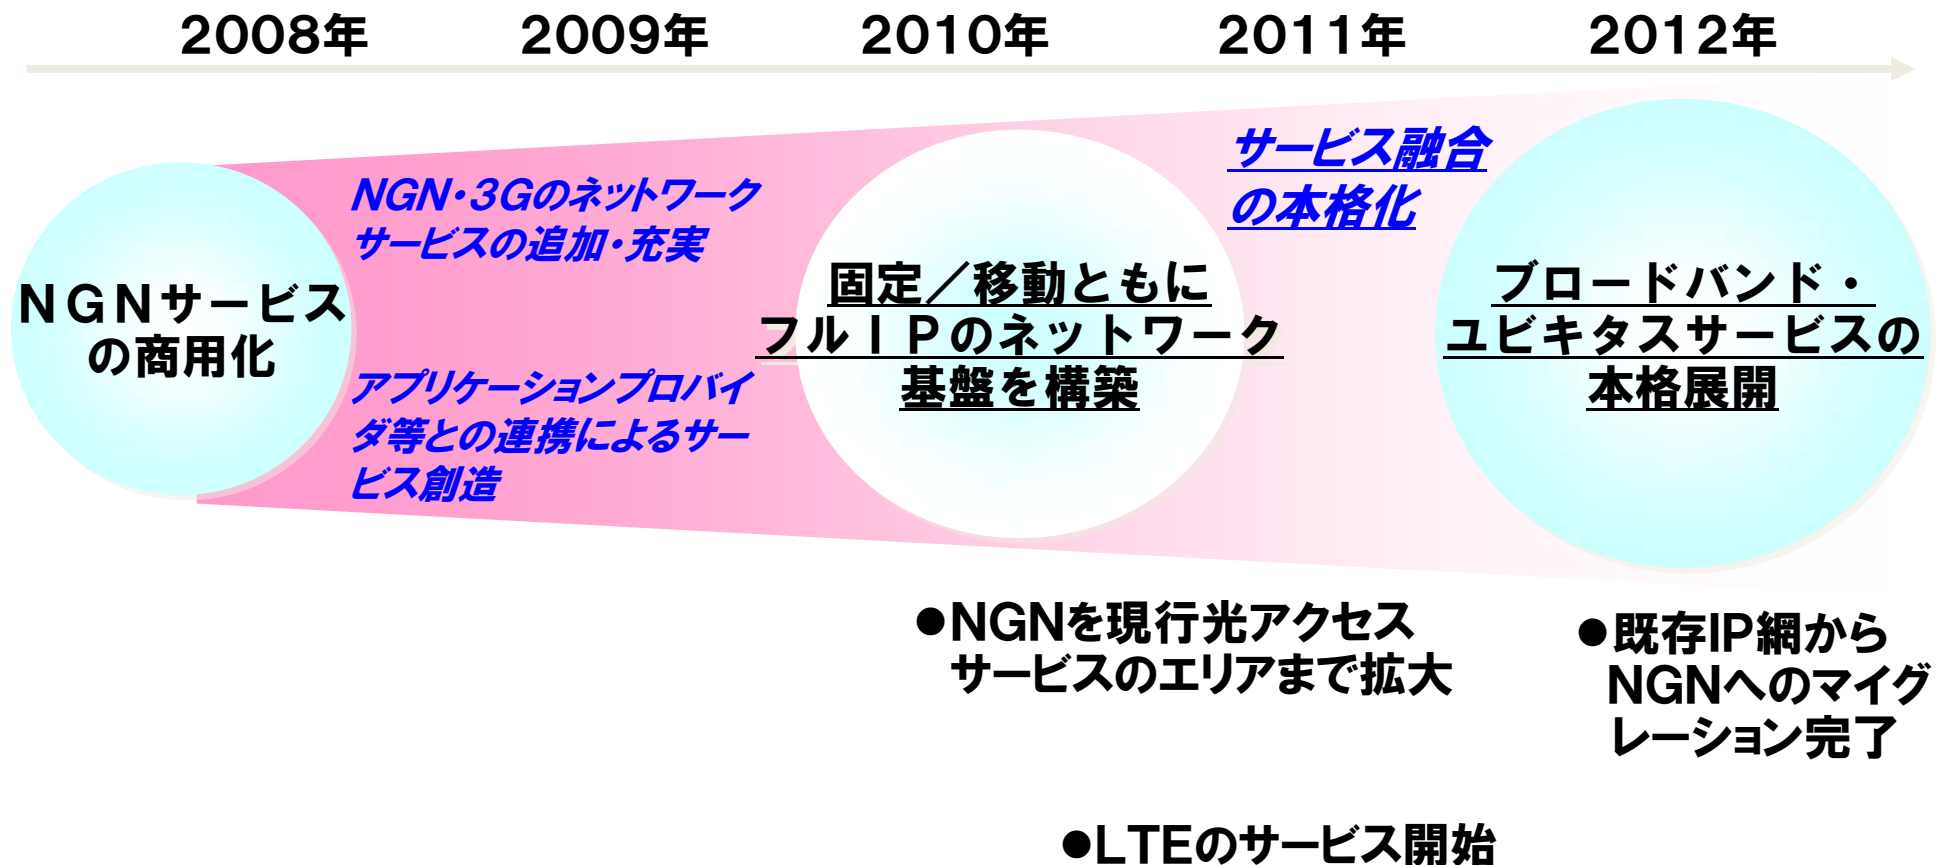 2008年 2009年 2010年 2011年 2012年
NGNサービス
の商用化
NGN・3Gのネットワーク
サービスの追加・充実
アプリケーションプロバイ
ダ等との連携によるサー
ビス創造
固定／移動ともに
フルＩＰのネットワーク
基盤を構築
サービス融合
の本格化
ブロードバンド・
ユビキタスサービスの
本格展開
●NGNを現行光アクセス
サービスのエリアまで拡大
●既存IP網から
NGNへのマイグ
レーション完了
●LTEのサービス開始